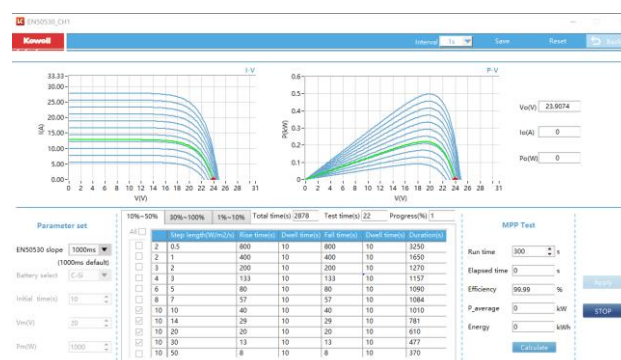 EN50530_CH1
Kewell
Interval 1s Save Reset Back
I-V
P-V
33.33
30.00
25.00
20.00
15.00
10.00
5.00
0.00
I(A)
0 2 4 6 8 10 12 14 16 18 20 22 24 26 28 31
V(V)
0.6
0.5
0.4
0.3
0.2
0.1
0
P(kW)
0 2 4 6 8 10 12 14 16 18 20 22 24 26 28 31
V(V)
Vo(V) 23.9074
Io(A) 0
Po(W) 0
Parameter set
EN50530 slope 1000ms
(1000ms default)
Battery select C-Si
Initial time(s) 10
Vm(V) 20
Pm(W) 1000
10%~50% 30%~100% 1%~10% Total time(s) 2878 Test time(s) 22 Progress(%) 1
All Step length(W/m2/s) Rise time(s) Dwell time(s) Fall time(s) Dwell time(s) Duration(s)
2 0.5 800 10 800 10 3250
2 1 400 10 400 10 1650
3 2 200 10 200 10 1270
4 3 133 10 133 10 1157
6 5 80 10 80 10 1090
8 7 57 10 57 10 1084
10 10 40 10 40 10 1010
10 14 29 10 29 10 781
10 20 20 10 20 10 610
10 30 13 10 13 10 477
10 50 8 10 8 10 370
MPP Test
Run time 300 s
Elapsed time 0 s
Efficiency 99.99 %
P_average 0 kW
Energy 0 kWh
Calculate
Apply
STOP